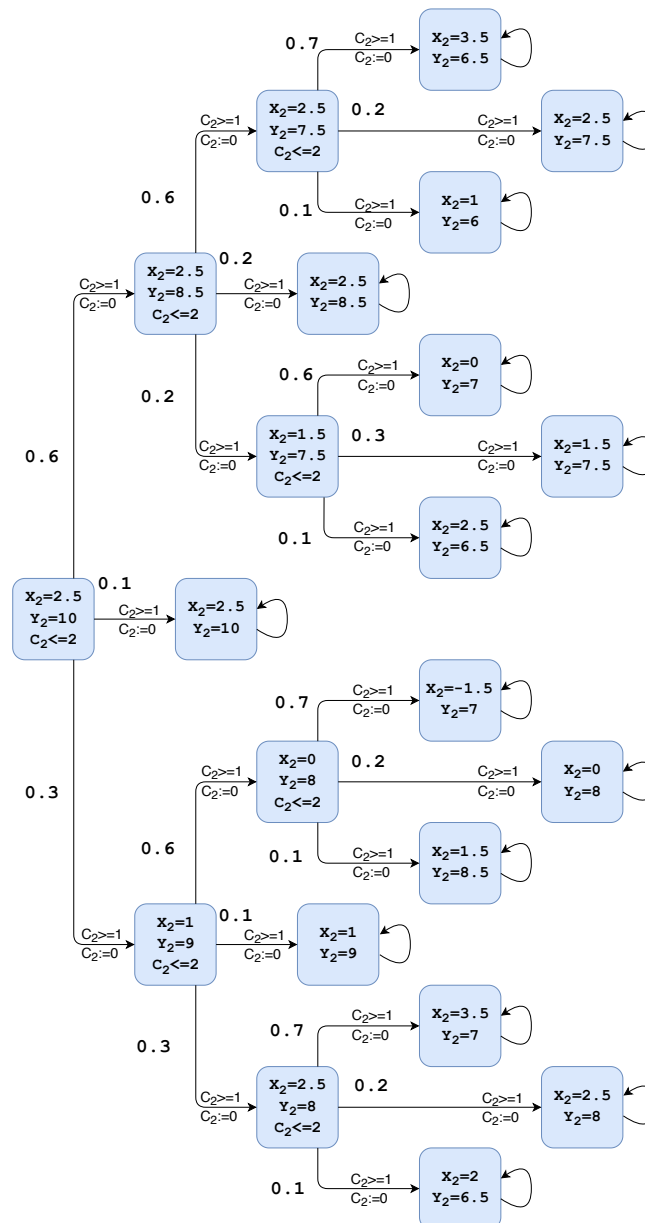 0.7
C₂>=1
C₂:=0
X₂=3.5
Y₂=6.5
C₂>=1
C₂:=0
X₂=2.5
Y₂=7.5
C₂<=2
0.2
C₂>=1
C₂:=0
X₂=2.5
Y₂=7.5
0.6
0.1
C₂>=1
C₂:=0
X₂=1
Y₂=6
C₂>=1
C₂:=0
X₂=2.5
Y₂=8.5
C₂<=2
0.2
C₂>=1
C₂:=0
X₂=2.5
Y₂=8.5
0.2
0.6
C₂>=1
C₂:=0
X₂=0
Y₂=7
0.6
C₂>=1
C₂:=0
X₂=1.5
Y₂=7.5
C₂<=2
0.3
C₂>=1
C₂:=0
X₂=1.5
Y₂=7.5
0.1
C₂>=1
C₂:=0
X₂=2.5
Y₂=6.5
X₂=2.5
Y₂=10
C₂<=2
0.1
C₂>=1
C₂:=0
X₂=2.5
Y₂=10
0.3
0.7
C₂>=1
C₂:=0
X₂=-1.5
Y₂=7
C₂>=1
C₂:=0
X₂=0
Y₂=8
C₂<=2
0.2
C₂>=1
C₂:=0
X₂=0
Y₂=8
0.6
0.1
C₂>=1
C₂:=0
X₂=1.5
Y₂=8.5
C₂>=1
C₂:=0
X₂=1
Y₂=9
C₂<=2
0.1
C₂>=1
C₂:=0
X₂=1
Y₂=9
0.3
0.7
C₂>=1
C₂:=0
X₂=3.5
Y₂=7
C₂>=1
C₂:=0
X₂=2.5
Y₂=8
C₂<=2
0.2
C₂>=1
C₂:=0
X₂=2.5
Y₂=8
0.1
C₂>=1
C₂:=0
X₂=2
Y₂=6.5